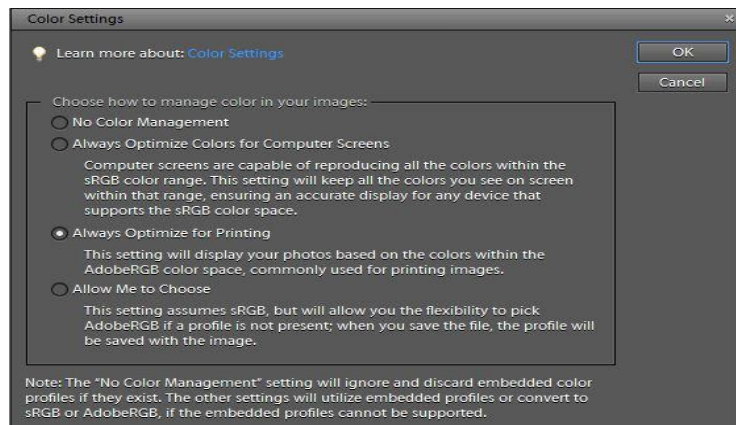 Color Settings
Learn more about: Color Settings
OK
Cancel
Choose how to manage color in your images:
No Color Management
Always Optimize Colors for Computer Screens
Computer screens are capable of reproducing all the colors within the
sRGB color range. This setting will keep all the colors you see on screen
within that range, ensuring an accurate display for any device that
supports the sRGB color space.
Always Optimize for Printing
This setting will display your photos based on the colors within the
AdobeRGB color space, commonly used for printing images.
Allow Me to Choose
This setting assumes sRGB, but will allow you the flexibility to pick
AdobeRGB if a profile is not present; when you save the file, the profile will
be saved with the image.
Note: The "No Color Management" setting will ignore and discard embedded color
profiles if they exist. The other settings will utilize embedded profiles or convert to
sRGB or AdobeRGB, if the embedded profiles cannot be supported.